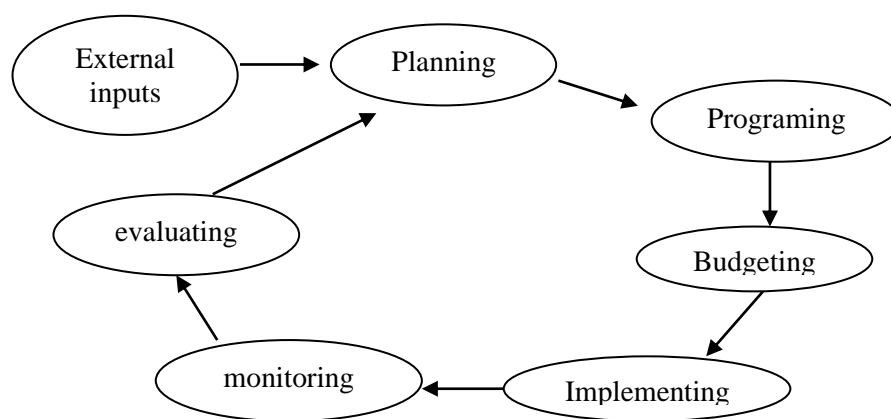 External
inputs
Planning
Programing
Budgeting
Implementing
monitoring
evaluating